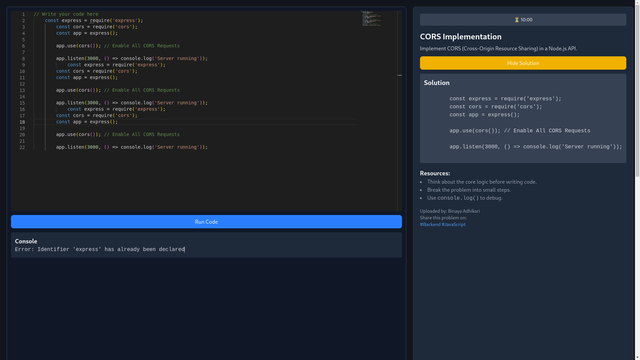 1 // Write your code here
2 const express = require('express');
3 const cors = require('cors');
4 const app = express();
5
6 app.use(cors()); // Enable All CORS Requests
7
8 app.listen(3000, () => console.log('Server running'));
9 const express = require('express');
10 const cors = require('cors');
11 const app = express();
12
13 app.use(cors()); // Enable All CORS Requests
14
15 app.listen(3000, () => console.log('Server running'));
16 const express = require('express');
17 const cors = require('cors');
18 const app = express();
19
20 app.use(cors()); // Enable All CORS Requests
21
22 app.listen(3000, () => console.log('Server running'));
Run Code
Console
Error: Identifier 'express' has already been declared
⏳ 10:00
CORS Implementation
Implement CORS (Cross-Origin Resource Sharing) in a Node.js API.
Hide Solution
Solution
const express = require('express');
const cors = require('cors');
const app = express();
app.use(cors()); // Enable All CORS Requests
app.listen(3000, () => console.log('Server running'));
Resources:
• Think about the core logic before writing code.
• Break the problem into small steps.
• Use console.log() to debug.
Uploaded by: Binaya Adhikari
Share this problem on:
#Backend #JavaScript